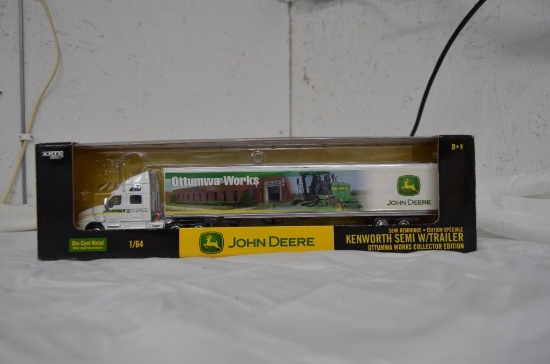 ERTL
8+
Ottumwa Works
JOHN DEERE
Die-Cast Metal
1/64
JOHN DEERE
SEMI REMORQUE • ÉDITION SPÉCIALE
KENWORTH SEMI W/TRAILER
OTTUMWA WORKS COLLECTOR EDITION